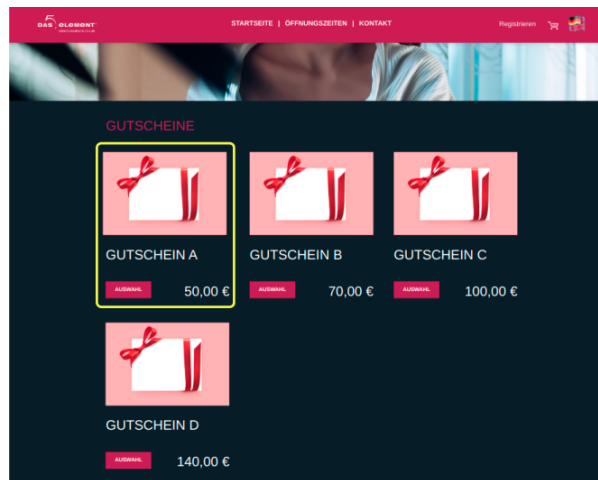 DAS element
STARTSEITE | ÖFFNUNGSZEITEN | KONTAKT
Registrieren
GUTSCHEINE
GUTSCHEIN A
AUSWAHL 50,00 €
GUTSCHEIN B
AUSWAHL 70,00 €
GUTSCHEIN C
AUSWAHL 100,00 €
GUTSCHEIN D
AUSWAHL 140,00 €